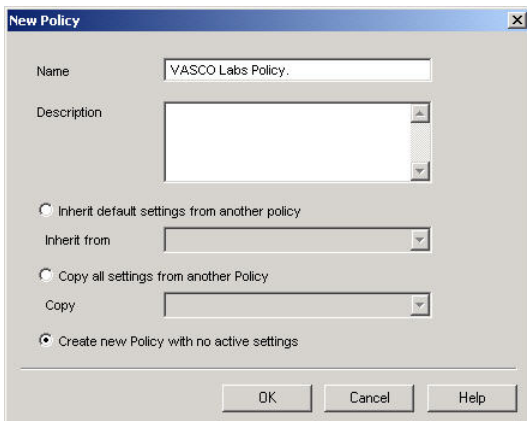 New Policy
Name VASCO Labs Policy.
Description
Inherit default settings from another policy
Inherit from
Copy all settings from another Policy
Copy
Create new Policy with no active settings
OK Cancel Help